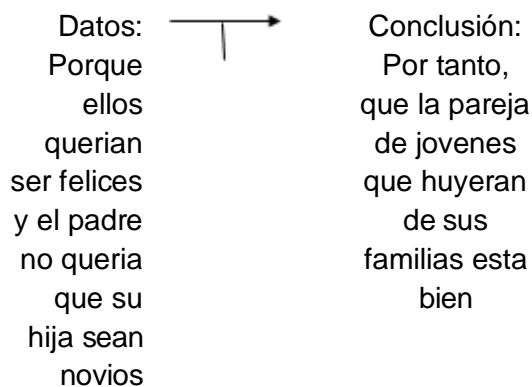 Datos:
Porque
ellos
querian
ser felices
y el padre
no queria
que su
hija sean
novios
Conclusión:
Por tanto,
que la pareja
de jovenes
que huyeran
de sus
familias esta
bien